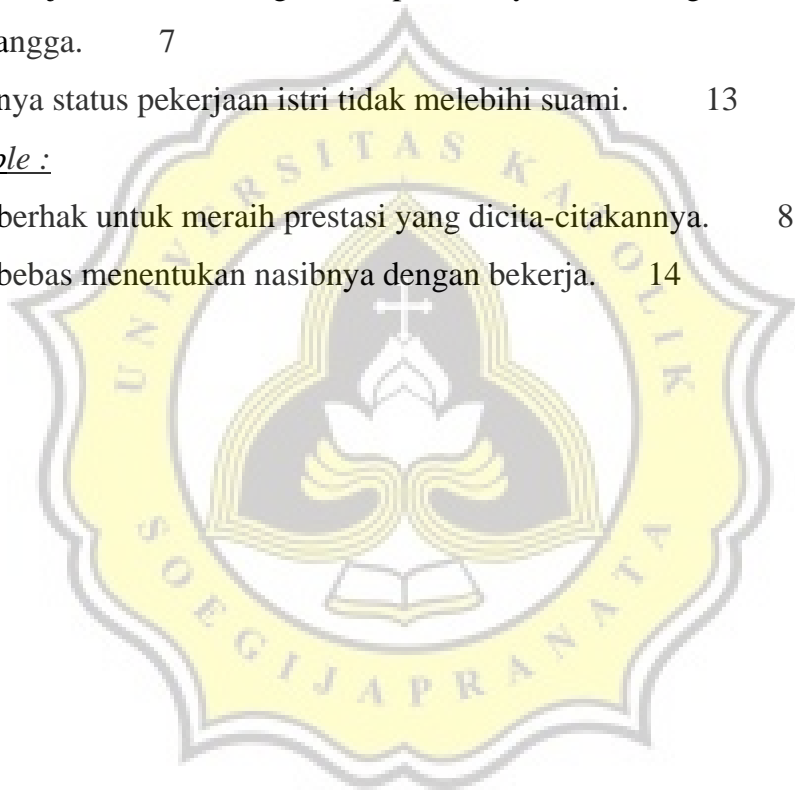 angga. 7
nya status pekerjaan istri tidak melebihi suami. 13
ble :
berhak untuk meraih prestasi yang dicita-citakannya. 8
bebas menentukan nasibnya dengan bekerja. 14
UNIVERSITAS KATOLIK
SOEGIJAPRANATA